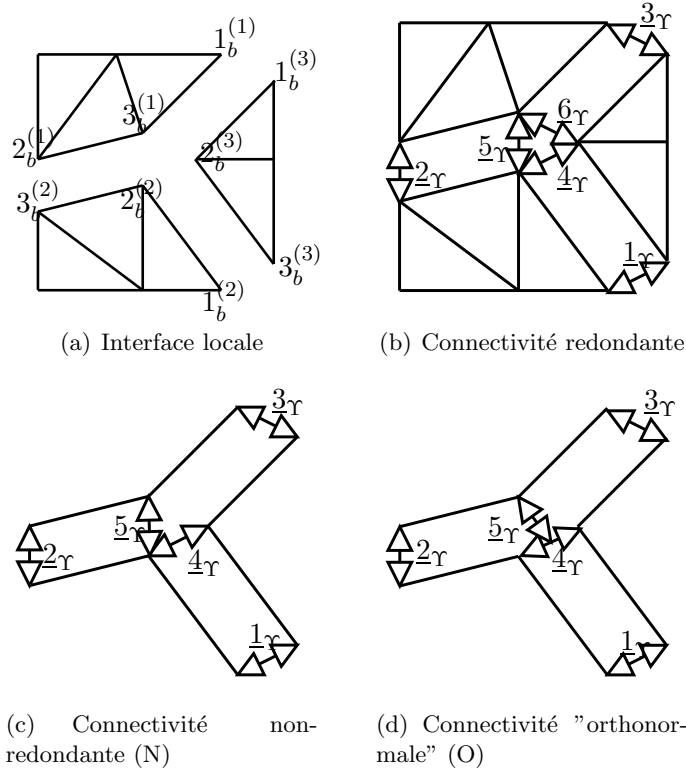 1_b^(1)
3_b^(1)
2_b^(1)
1_b^(3)
2_b^(3)
3_b^(3)
3_b^(2)
2_b^(2)
1_b^(2)
(a) Interface locale
3ϒ
6ϒ
5ϒ
4ϒ
2ϒ
1ϒ
(b) Connectivité redondante
3ϒ
5ϒ
4ϒ
2ϒ
1ϒ
(c) Connectivité non-
redondante (N)
3ϒ
5ϒ
4ϒ
2ϒ
1ϒ
(d) Connectivité ”orthonor-
male” (O)